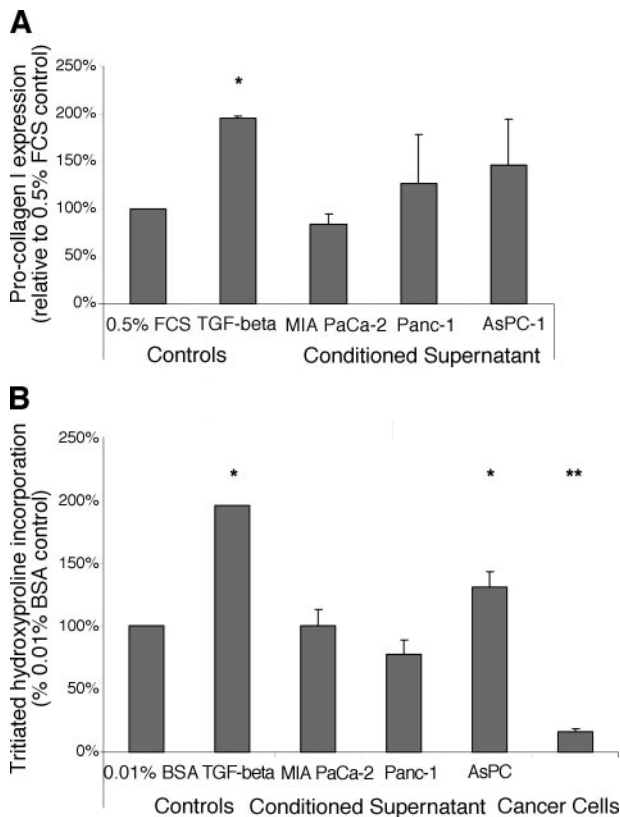 A
Pro-collagen I expression
(relative to 0.5% FCS control)
250%
200%
150%
100%
50%
0%
*
0.5% FCS TGF-beta MIA PaCa-2 Panc-1 AsPC-1
Controls Conditioned Supernatant
B
Tritiated hydroxyproline incorporation
(% 0.01% BSA control)
250%
200%
150%
100%
50%
0%
* * **
0.01% BSA TGF-beta MIA PaCa-2 Panc-1 AsPC
Controls Conditioned Supernatant Cancer Cells